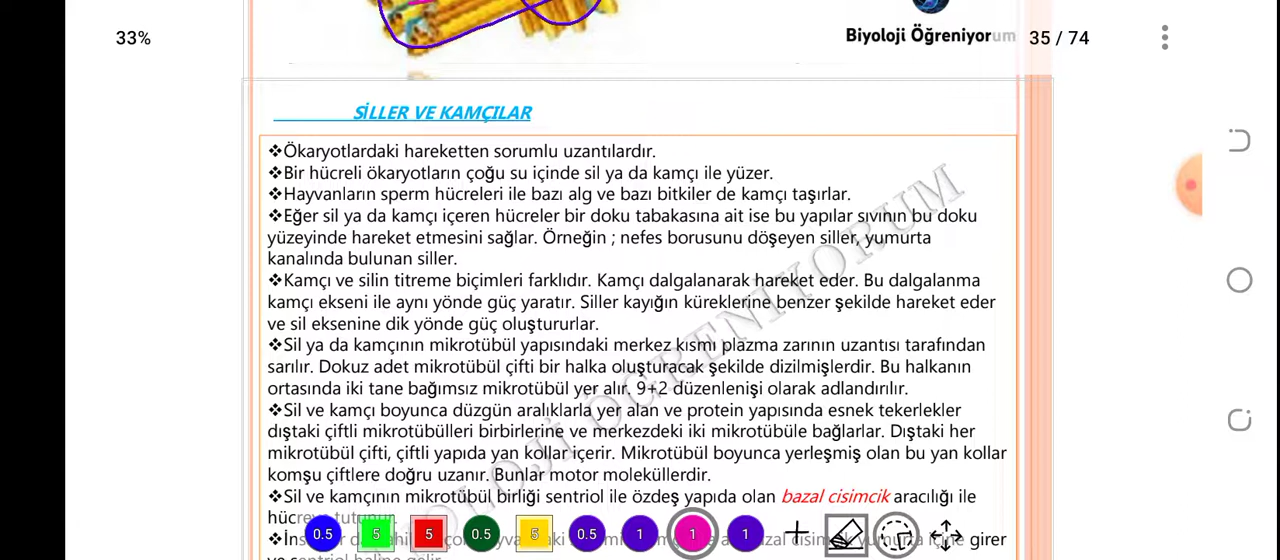 33%
Biyoloji Öğreniyorum
35 / 74
SİLLER VE KAMÇILAR
❖Ökaryotlardaki hareketten sorumlu uzantılardır.
❖Bir hücreli ökaryotların çoğu su içinde sil ya da kamçı ile yüzer.
❖Hayvanların sperm hücreleri ile bazı alg ve bazı bitkiler de kamçı taşırlar.
❖Eğer sil ya da kamçı içeren hücreler bir doku tabakasına ait ise bu yapılar sıvının bu doku
yüzeyinde hareket etmesini sağlar. Örneğin ; nefes borusunu döşeyen siller, yumurta
kanalında bulunan siller.
❖Kamçı ve silin titreme biçimleri farklıdır. Kamçı dalgalanarak hareket eder. Bu dalgalanma
kamçı ekseni ile aynı yönde güç yaratır. Siller kayığın küreklerine benzer şekilde hareket eder
ve sil eksenine dik yönde güç oluştururlar.
❖Sil ya da kamçının mikrotübül yapısındaki merkez kısmı plazma zarının uzantısı tarafından
sarılır. Dokuz adet mikrotübül çifti bir halka oluşturacak şekilde dizilmişlerdir. Bu halkanın
ortasında iki tane bağımsız mikrotübül yer alır. 9+2 düzenlenişi olarak adlandırılır.
❖Sil ve kamçı boyunca düzgün aralıklarla yer alan ve protein yapısında esnek tekerlekler
dıştaki çiftli mikrotübülleri birbirlerine ve merkezdeki iki mikrotübüle bağlarlar. Dıştaki her
mikrotübül çifti, çiftli yapıda yan kollar içerir. Mikrotübül boyunca yerleşmiş olan bu yan kollar
komşu çiftlere doğru uzanır. Bunlar motor moleküllerdir.
❖Sil ve kamçının mikrotübül birliği sentriol ile özdeş yapıda olan bazal cisimcik aracılığı ile
hücreye tutunur.
girer
BİYOLOJİ ÖĞRENİYORUM
0.5 5 5 0.5 5 0.5 1 1 1